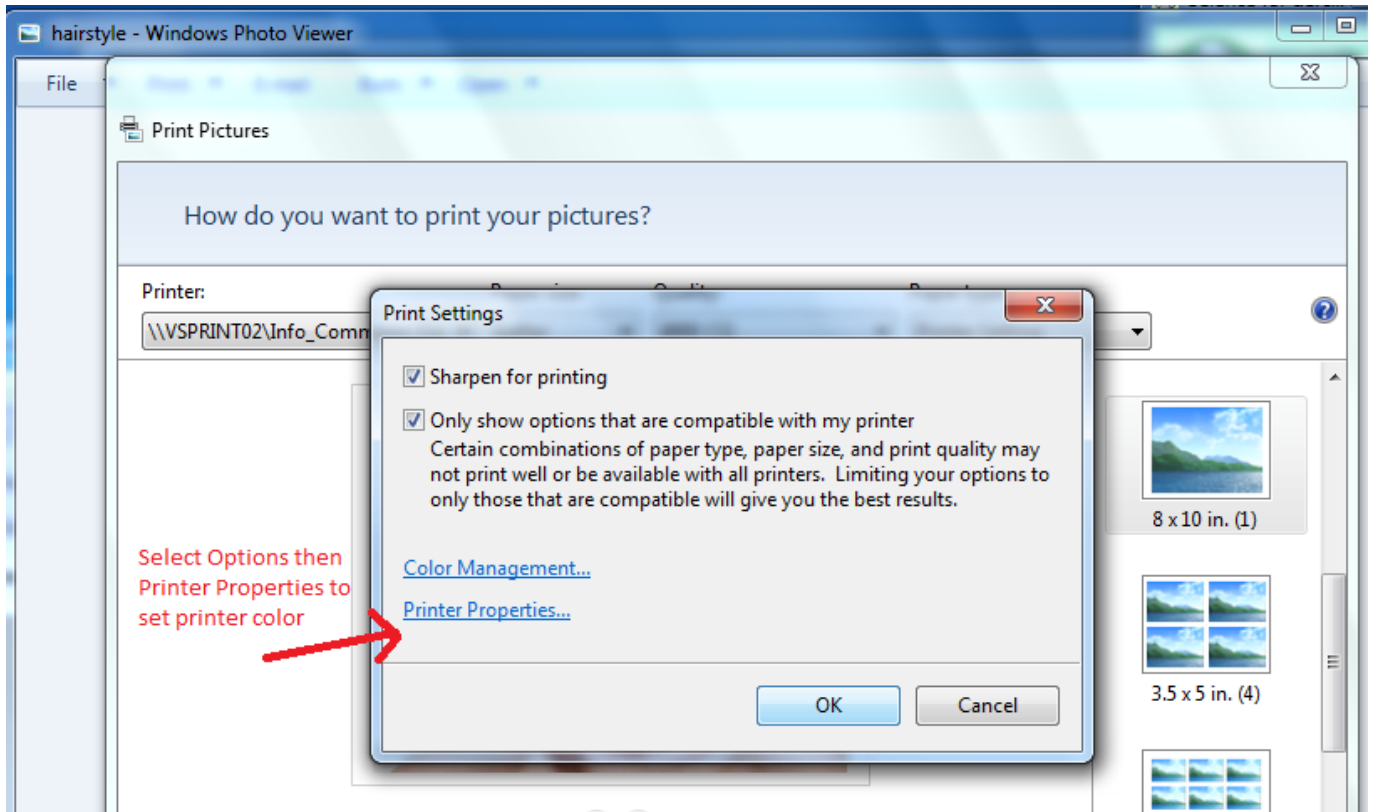 hairstyle - Windows Photo Viewer
File Print E-mail Burn Open
Print Pictures
How do you want to print your pictures?
Printer:
\\VSPRINT02\Info_Comm
Print Settings
Sharpen for printing
Only show options that are compatible with my printer
Certain combinations of paper type, paper size, and print quality may
not print well or be available with all printers. Limiting your options to
only those that are compatible will give you the best results.
Color Management...
Printer Properties...
OK Cancel
Select Options then
Printer Properties to
set printer color
8 x 10 in. (1)
3.5 x 5 in. (4)